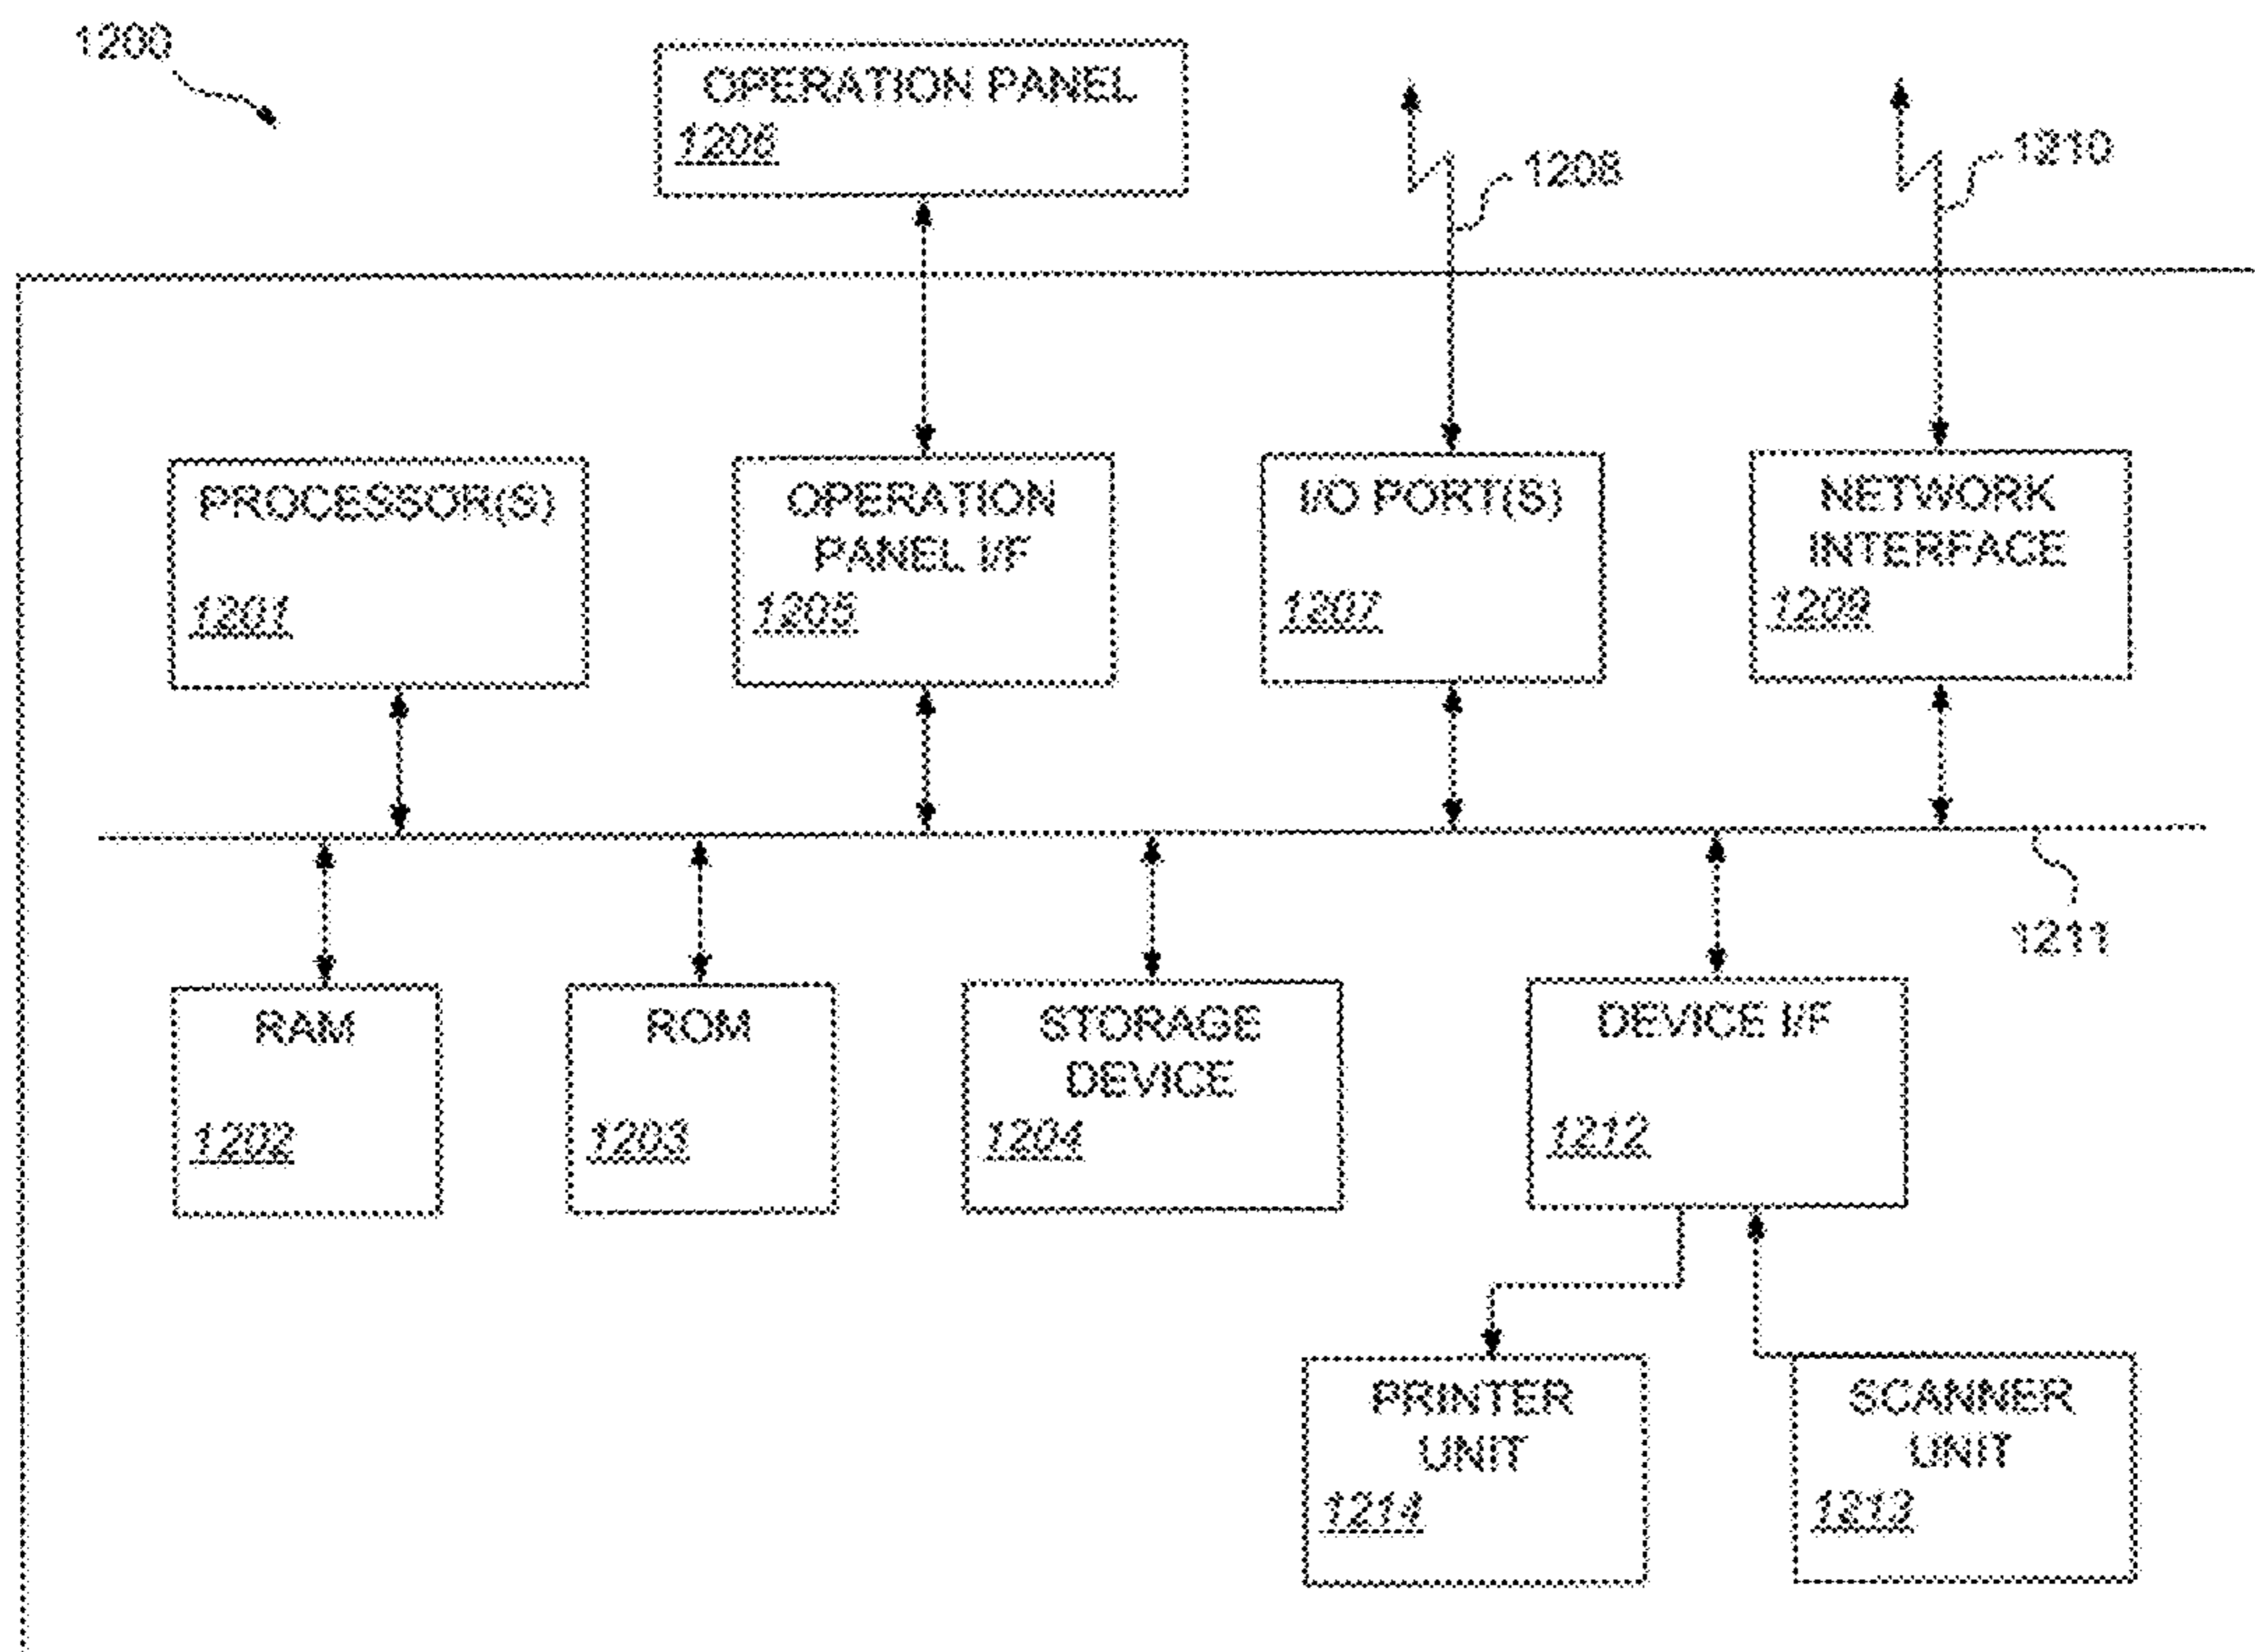 1200
OPERATION PANEL
1206
1208
1210
PROCESSOR(S)
1201
OPERATION
PANEL I/F
1205
I/O PORT(S)
1207
NETWORK
INTERFACE
1209
1211
RAM
1202
ROM
1203
STORAGE
DEVICE
1204
DEVICE I/F
1212
PRINTER
UNIT
1214
SCANNER
UNIT
1213